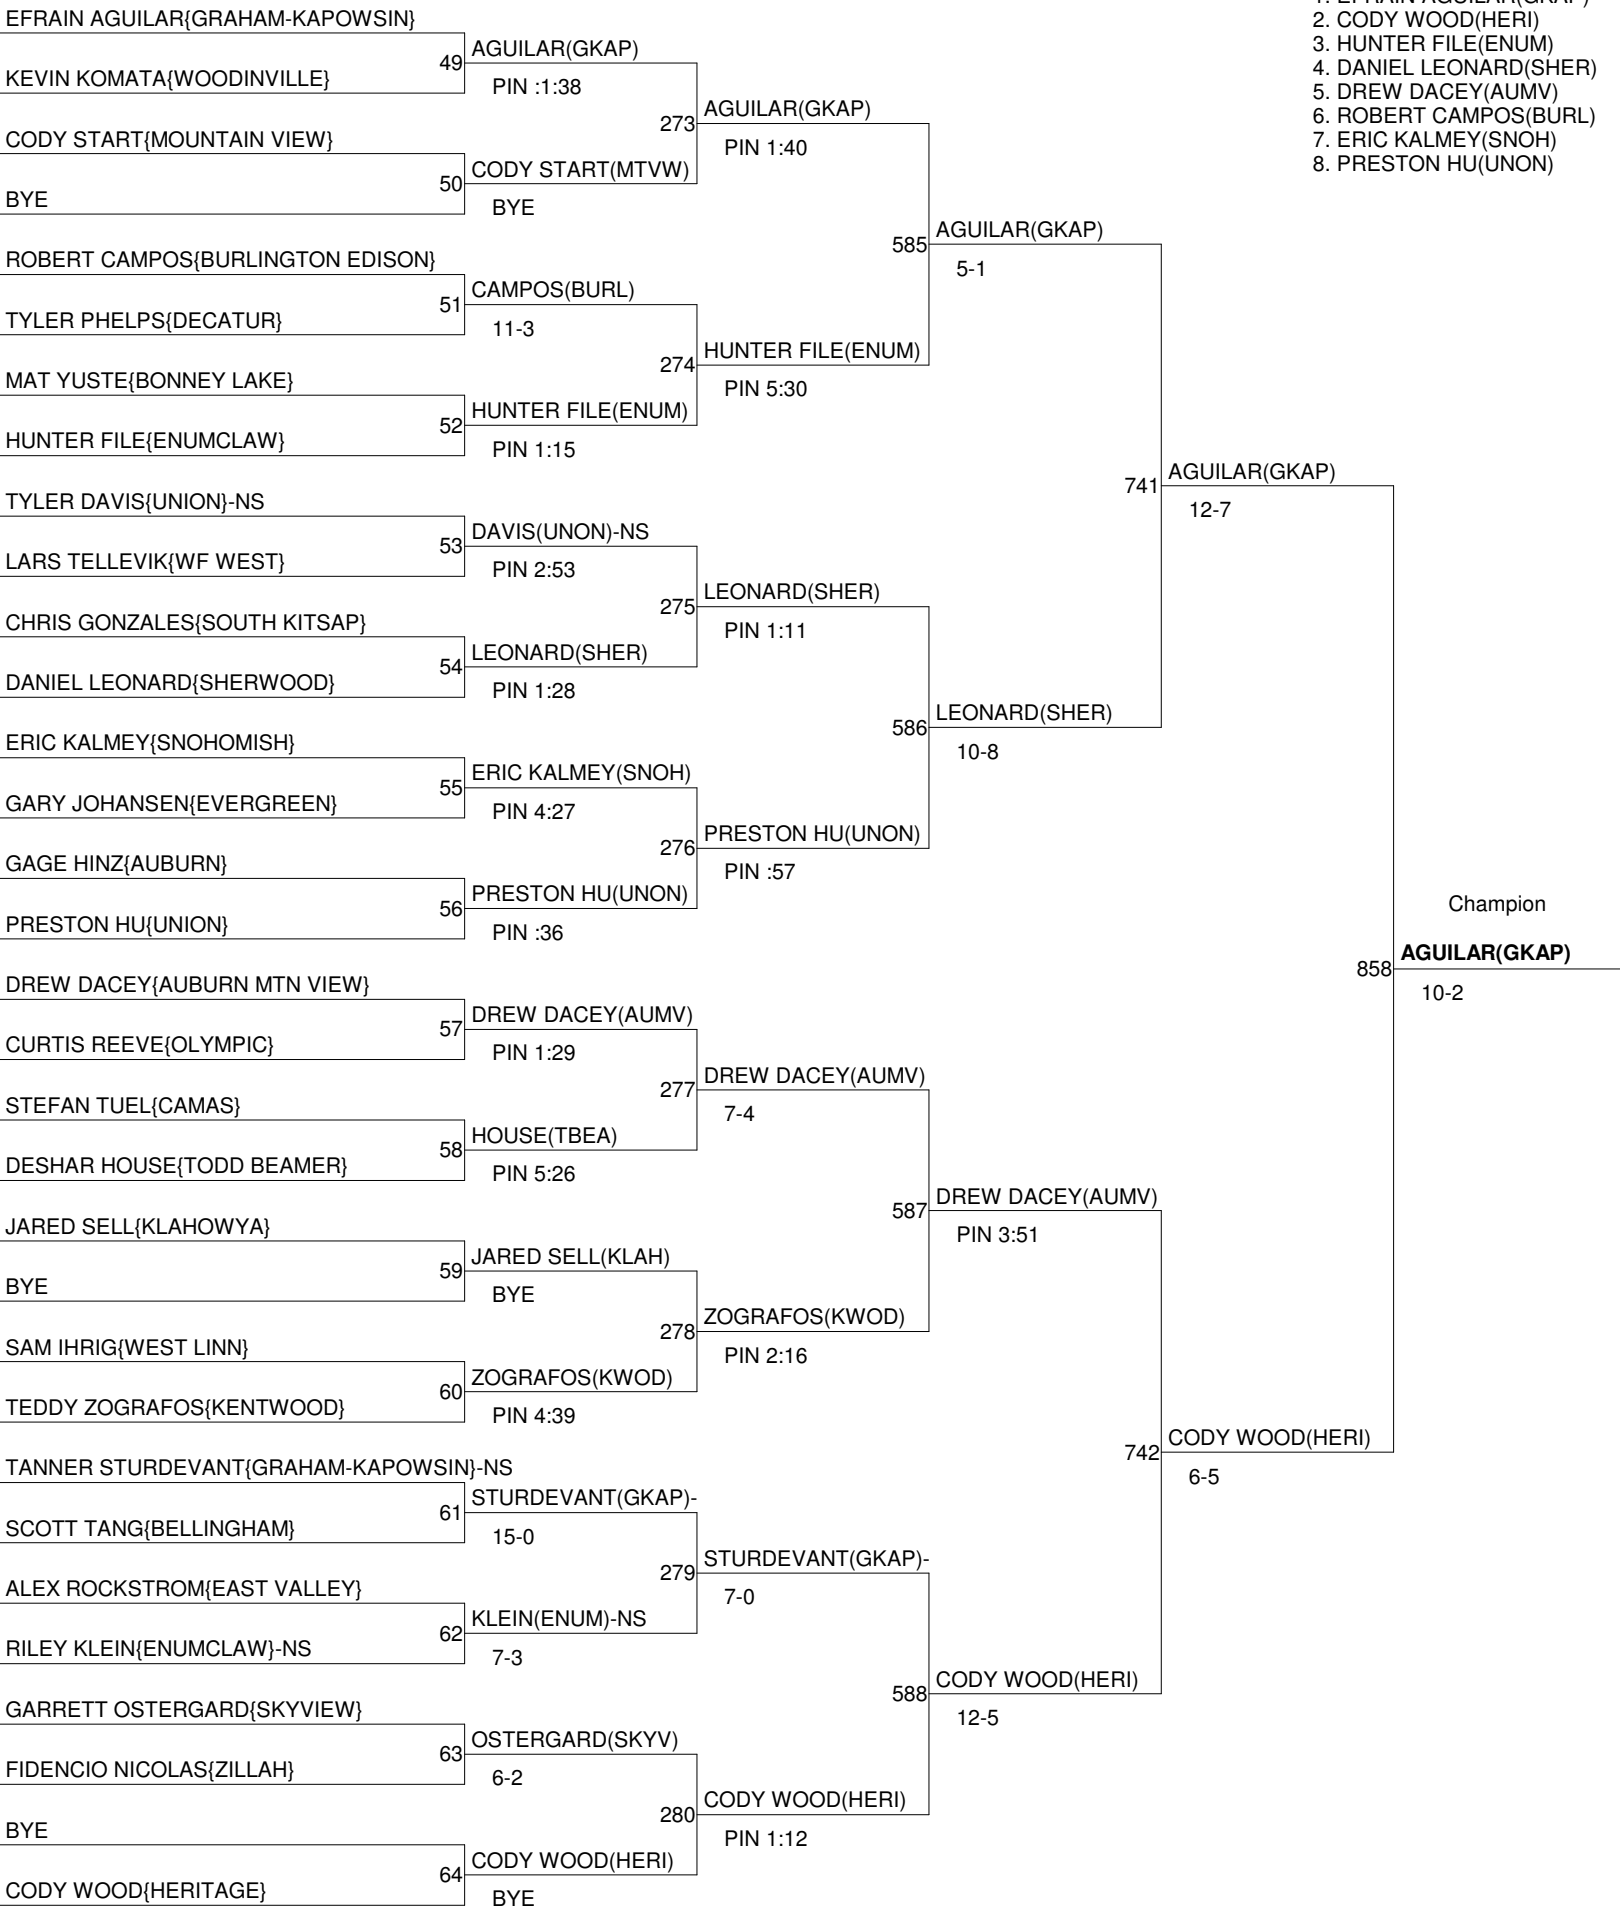 1. EFRAIN AGUILAR(GKAP)
2. CODY WOOD(HERI)
3. HUNTER FILE(ENUM)
4. DANIEL LEONARD(SHER)
5. DREW DACEY(AUMV)
6. ROBERT CAMPOS(BURL)
7. ERIC KALMEY(SNOH)
8. PRESTON HU(UNON)
EFRAIN AGUILAR{GRAHAM-KAPOWSIN}
KEVIN KOMATA{WOODINVILLE}
CODY START{MOUNTAIN VIEW}
BYE
ROBERT CAMPOS{BURLINGTON EDISON}
TYLER PHELPS{DECATUR}
MAT YUSTE{BONNEY LAKE}
HUNTER FILE{ENUMCLAW}
TYLER DAVIS{UNION}-NS
LARS TELLEVIK{WF WEST}
CHRIS GONZALES{SOUTH KITSAP}
DANIEL LEONARD{SHERWOOD}
ERIC KALMEY{SNOHOMISH}
GARY JOHANSEN{EVERGREEN}
GAGE HINZ{AUBURN}
PRESTON HU{UNION}
DREW DACEY{AUBURN MTN VIEW}
CURTIS REEVE{OLYMPIC}
STEFAN TUEL{CAMAS}
DESHAR HOUSE{TODD BEAMER}
JARED SELL{KLAHOWYA}
BYE
SAM IHRIG{WEST LINN}
TEDDY ZOGRAFOS{KENTWOOD}
TANNER STURDEVANT{GRAHAM-KAPOWSIN}-NS
SCOTT TANG{BELLINGHAM}
ALEX ROCKSTROM{EAST VALLEY}
RILEY KLEIN{ENUMCLAW}-NS
GARRETT OSTERGARD{SKYVIEW}
FIDENCIO NICOLAS{ZILLAH}
BYE
CODY WOOD{HERITAGE}
49 AGUILAR(GKAP)
PIN :1:38
50 CODY START(MTVW)
BYE
51 CAMPOS(BURL)
11-3
52 HUNTER FILE(ENUM)
PIN 1:15
53 DAVIS(UNON)-NS
PIN 2:53
54 LEONARD(SHER)
PIN 1:28
55 ERIC KALMEY(SNOH)
PIN 4:27
56 PRESTON HU(UNON)
PIN :36
57 DREW DACEY(AUMV)
PIN 1:29
58 HOUSE(TBEA)
PIN 5:26
59 JARED SELL(KLAH)
BYE
60 ZOGRAFOS(KWOD)
PIN 4:39
61 STURDEVANT(GKAP)-
15-0
62 KLEIN(ENUM)-NS
7-3
63 OSTERGARD(SKYV)
6-2
64 CODY WOOD(HERI)
BYE
273 AGUILAR(GKAP)
PIN 1:40
274 HUNTER FILE(ENUM)
PIN 5:30
275 LEONARD(SHER)
PIN 1:11
276 PRESTON HU(UNON)
PIN :57
277 DREW DACEY(AUMV)
7-4
278 ZOGRAFOS(KWOD)
PIN 2:16
279 STURDEVANT(GKAP)-
7-0
280 CODY WOOD(HERI)
PIN 1:12
585 AGUILAR(GKAP)
5-1
586 LEONARD(SHER)
10-8
587 DREW DACEY(AUMV)
PIN 3:51
588 CODY WOOD(HERI)
12-5
741 AGUILAR(GKAP)
12-7
742 CODY WOOD(HERI)
6-5
Champion
858 AGUILAR(GKAP)
10-2